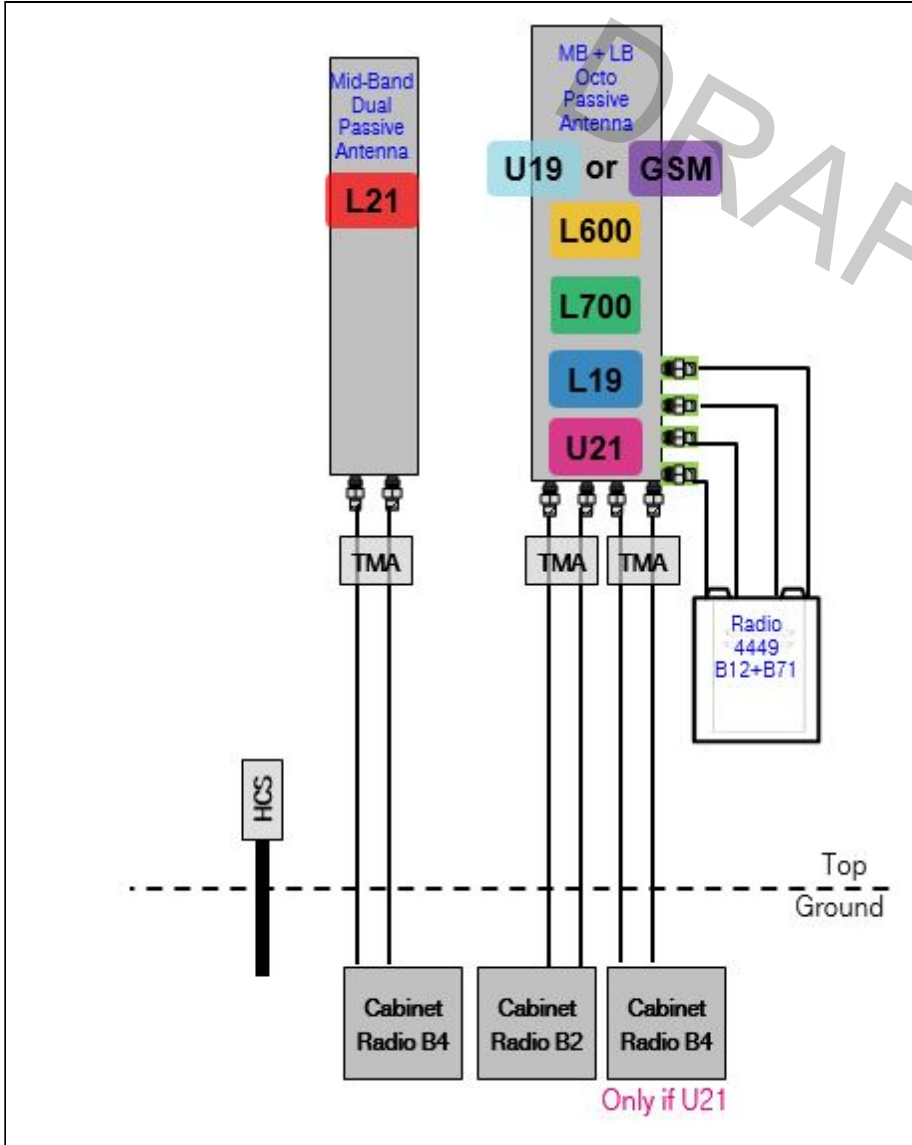 Mid-Band
Dual
Passive
Antenna
L21
MB + LB
Octo
Passive
Antenna
U19 or GSM
L600
L700
L19
U21
TMA
TMA
TMA
Radio
4449
B12+B71
HCS
Top
Ground
Cabinet
Radio B4
Cabinet
Radio B2
Cabinet
Radio B4
Only if U21
DRAF